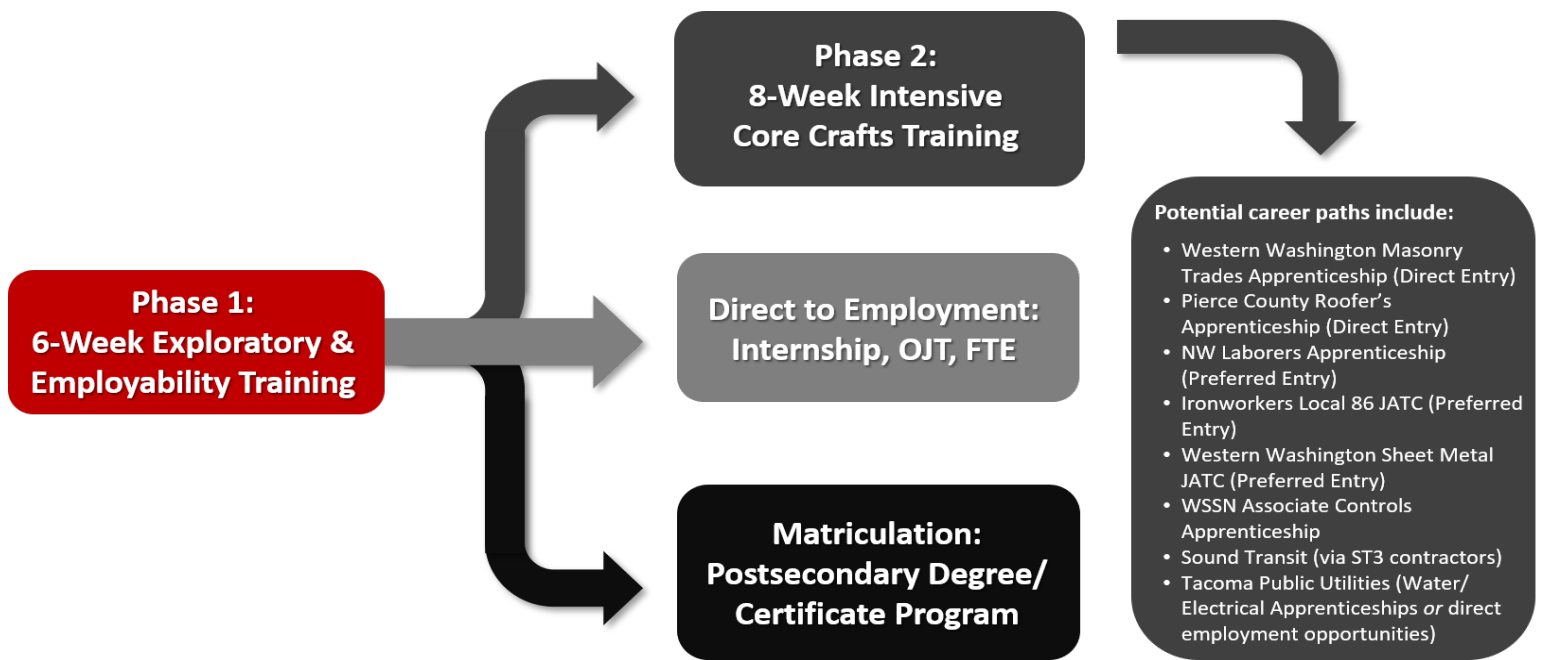 Phase 1:
6-Week Exploratory &
Employability Training
Phase 2:
8-Week Intensive
Core Crafts Training
Direct to Employment:
Internship, OJT, FTE
Matriculation:
Postsecondary Degree/
Certificate Program
Potential career paths include:
• Western Washington Masonry
Trades Apprenticeship (Direct Entry)
• Pierce County Roofer’s
Apprenticeship (Direct Entry)
• NW Laborers Apprenticeship
(Preferred Entry)
• Ironworkers Local 86 JATC (Preferred
Entry)
• Western Washington Sheet Metal
JATC (Preferred Entry)
• WSSN Associate Controls
Apprenticeship
• Sound Transit (via ST3 contractors)
• Tacoma Public Utilities (Water/
Electrical Apprenticeships or direct
employment opportunities)